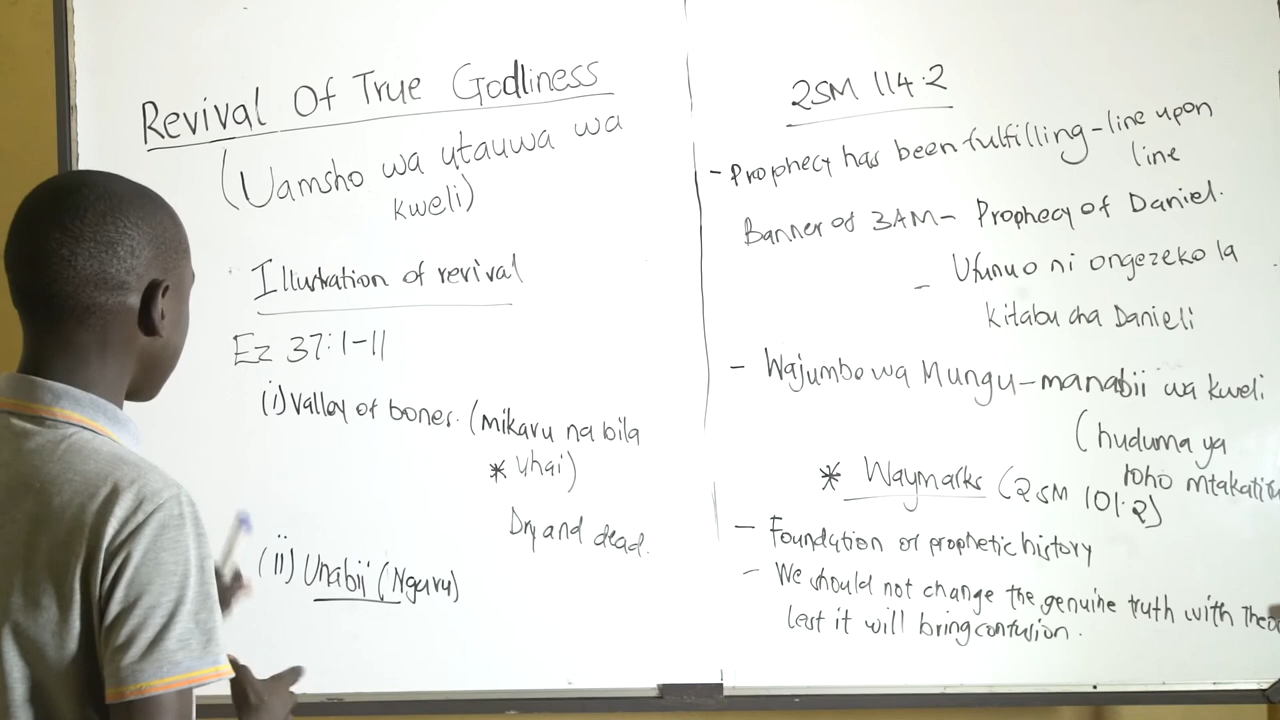 Revival Of True Godliness
(Uamsho wa utauwa wa
kweli)
Illustration of revival
Ez 37:1-11
(i) valley of bones. (mikavu na bila
* uhai)
Dry and dead.
(ii) Unabii (Nguvu)
2SM 114.2
- Prophecy has been fulfilling - line upon
line
Banner of 3AM - Prophecy of Daniel.
- Ufunuo ni ongezeko la
kitabu cha Danieli
- Wajumbe wa Mungu - manabii wa kweli
(huduma ya
roho mtakatifu
* Waymarks (2SM 101.2)
- Foundation of prophetic history
- We should not change the genuine truth with
lest it will bring confusion.